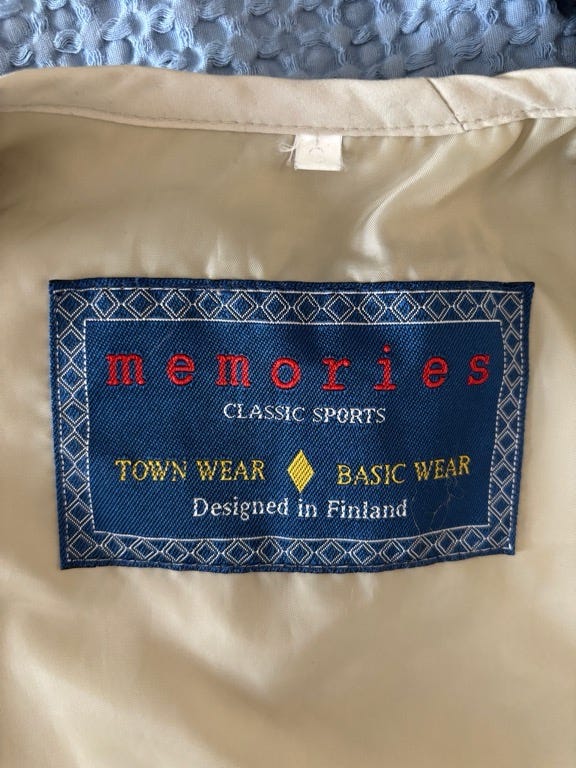 memories
CLASSIC SPORTS
TOWN WEAR ♦ BASIC WEAR
Designed in Finland